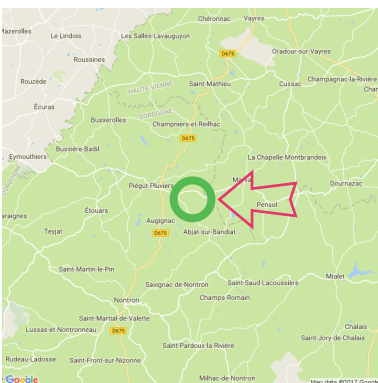 Chéronnac
Vayres
Mazerolles
Le Lindois
Les Salles-Lavauguyon
D675
Oradour-sur-Vayres
Roussines
Rouzède
HAUTE VIENNE
DORDOGNE
Saint-Mathieu
Cussac
Champagnac-la-Rivière
Écuras
Busserolles
Champniers-et-Reilhac
D675
Bussière-Badil
Eymouthiers
La Chapelle-Montbrandeix
DORDOGNE
Piégut-Pluviers
Dournazac
Pensol
Étouars
Augignac
Teyjat
D675
Abjat-sur-Bandiat
Saint-Martin-le-Pin
Mialet
Savignac-de-Nontron
Saint-Saud-Lacoussière
Nontron
Champs-Romain
Saint-Martial-de-Valette
Lussas-et-Nontronneau
D675
Chalais
Saint-Jory-de-Chalais
Rudeau-Ladosse
Saint-Front-sur-Nizonne
Saint-Pardoux-la-Rivière
Milhac-de-Nontron
Google
Map data ©2017 Google